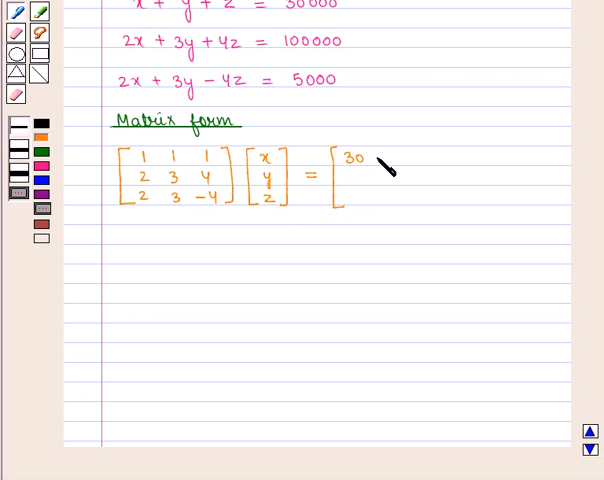 x + y + z = 30000
2x + 3y + 4z = 100000
2x + 3y - 4z = 5000
Matrix form
[ 1 1 1 ] [ x ] = [ 30
2 3 4 y
2 3 -4 z